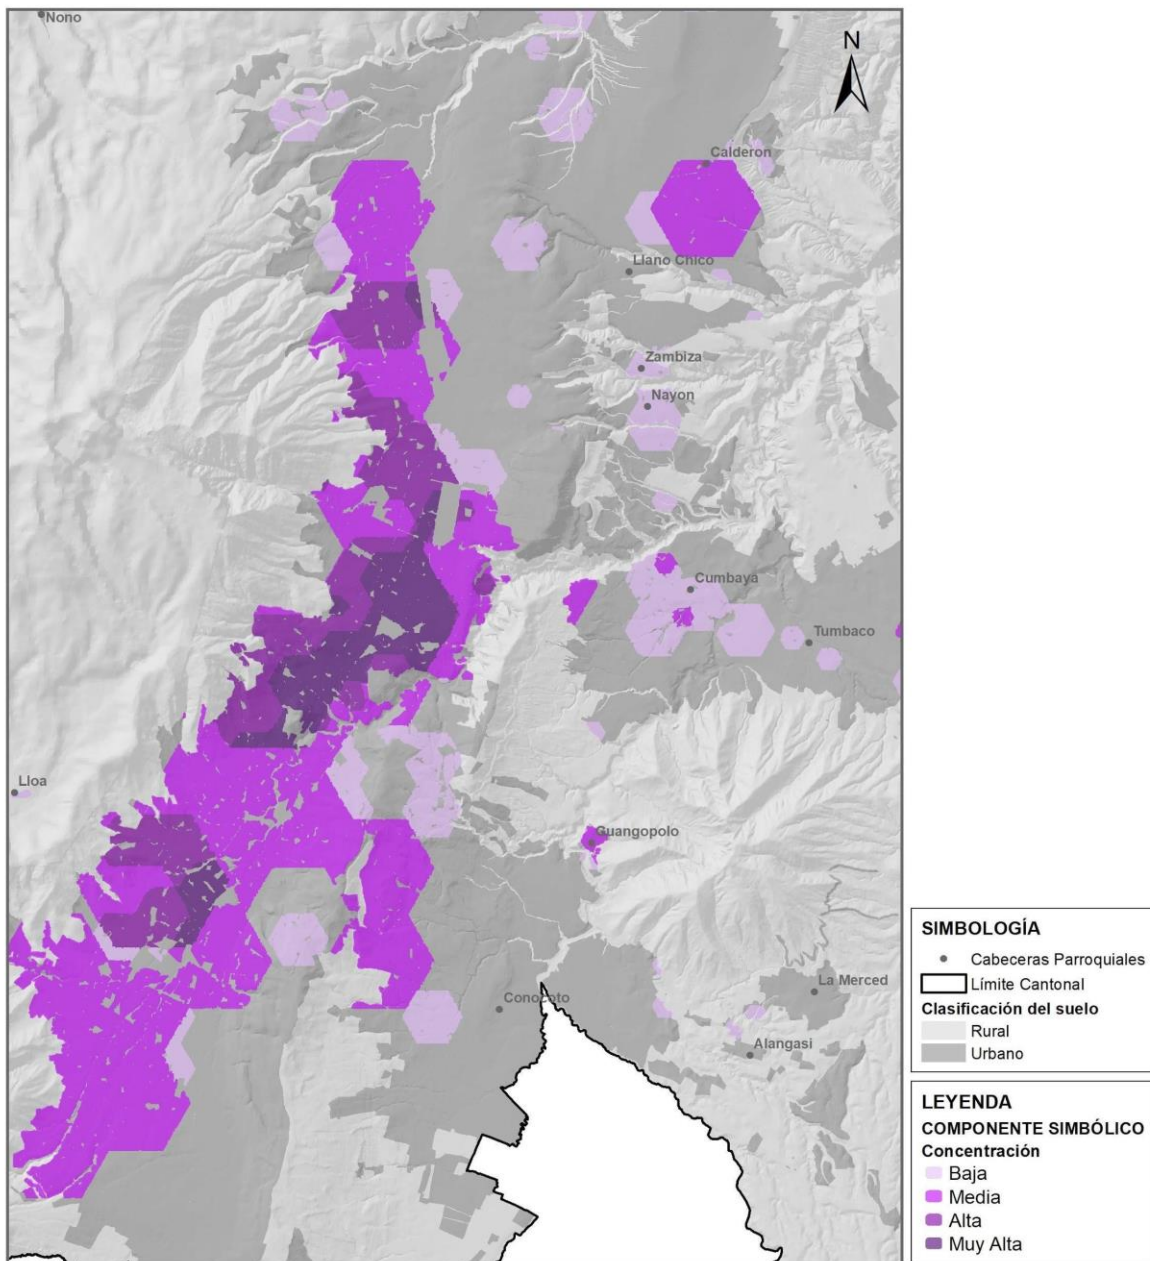 Nono
N
Calderon
Llano Chico
Zambiza
Nayon
Cumbaya
Tumbaco
Lloa
Guangopolo
La Merced
Conocoto
Alangasi
SIMBOLOGÍA
Cabeceras Parroquiales
Límite Cantonal
Clasificación del suelo
Rural
Urbano
LEYENDA
COMPONENTE SIMBÓLICO
Concentración
Baja
Media
Alta
Muy Alta